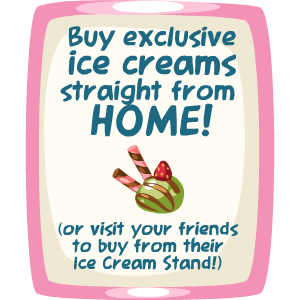 Buy exclusive
ice creams
straight from
HOME!
(or visit your friends
to buy from their
Ice Cream Stand!)